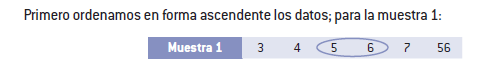 Primero ordenamos en forma ascendente los datos; para la muestra 1:
Muestra 1 3 4 5 6 7 56